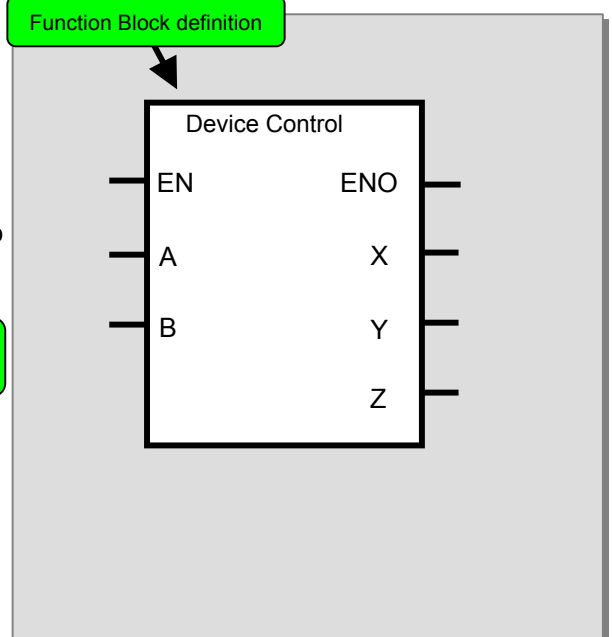 Function Block definition
Device Control
EN ENO
A X
B Y
Z